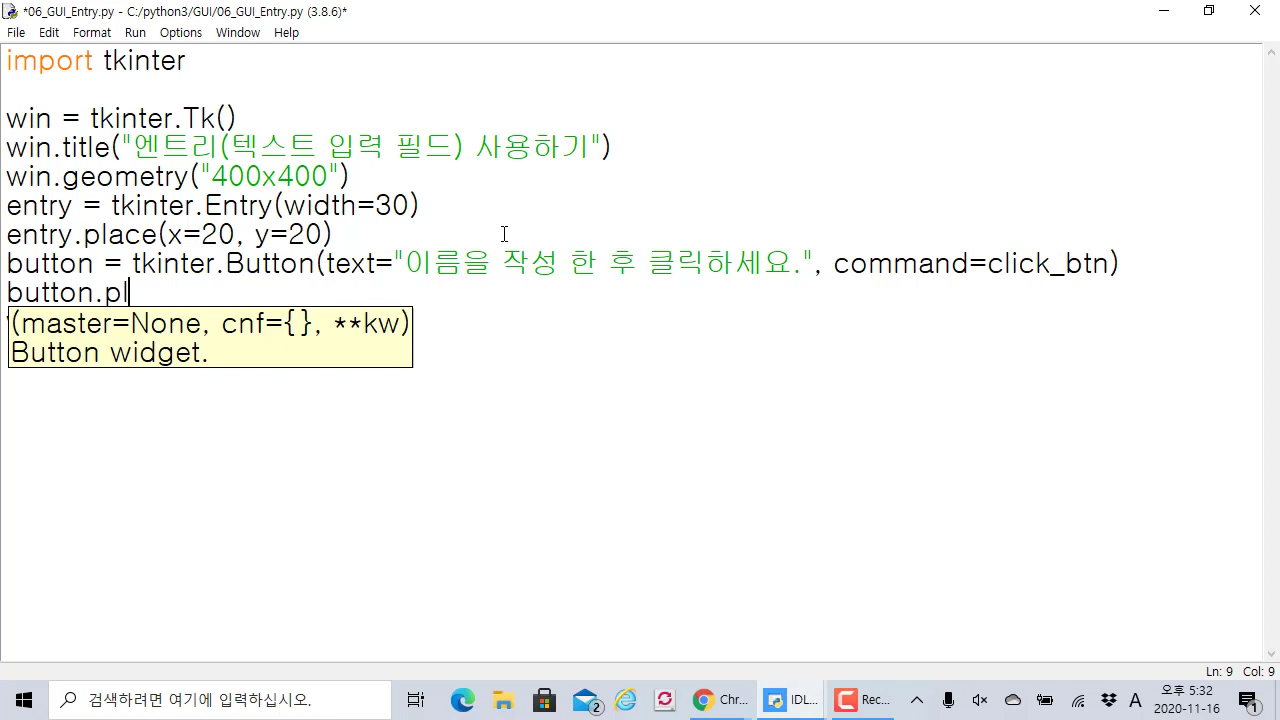 *06_GUI_Entry.py - C:/python3/GUI/06_GUI_Entry.py (3.8.6)*
File Edit Format Run Options Window Help
import tkinter
win = tkinter.Tk()
win.title("엔트리(텍스트 입력 필드) 사용하기")
win.geometry("400x400")
entry = tkinter.Entry(width=30)
entry.place(x=20, y=20)
button = tkinter.Button(text="이름을 작성 한 후 클릭하세요.", command=click_btn)
button.pl
(master=None, cnf={}, **kw)
Button widget.
Ln: 9 Col: 9
검색하려면 여기에 입력하십시오.
2
Chr...
IDL...
Rec...
A
오후 5:32
2020-11-16
1